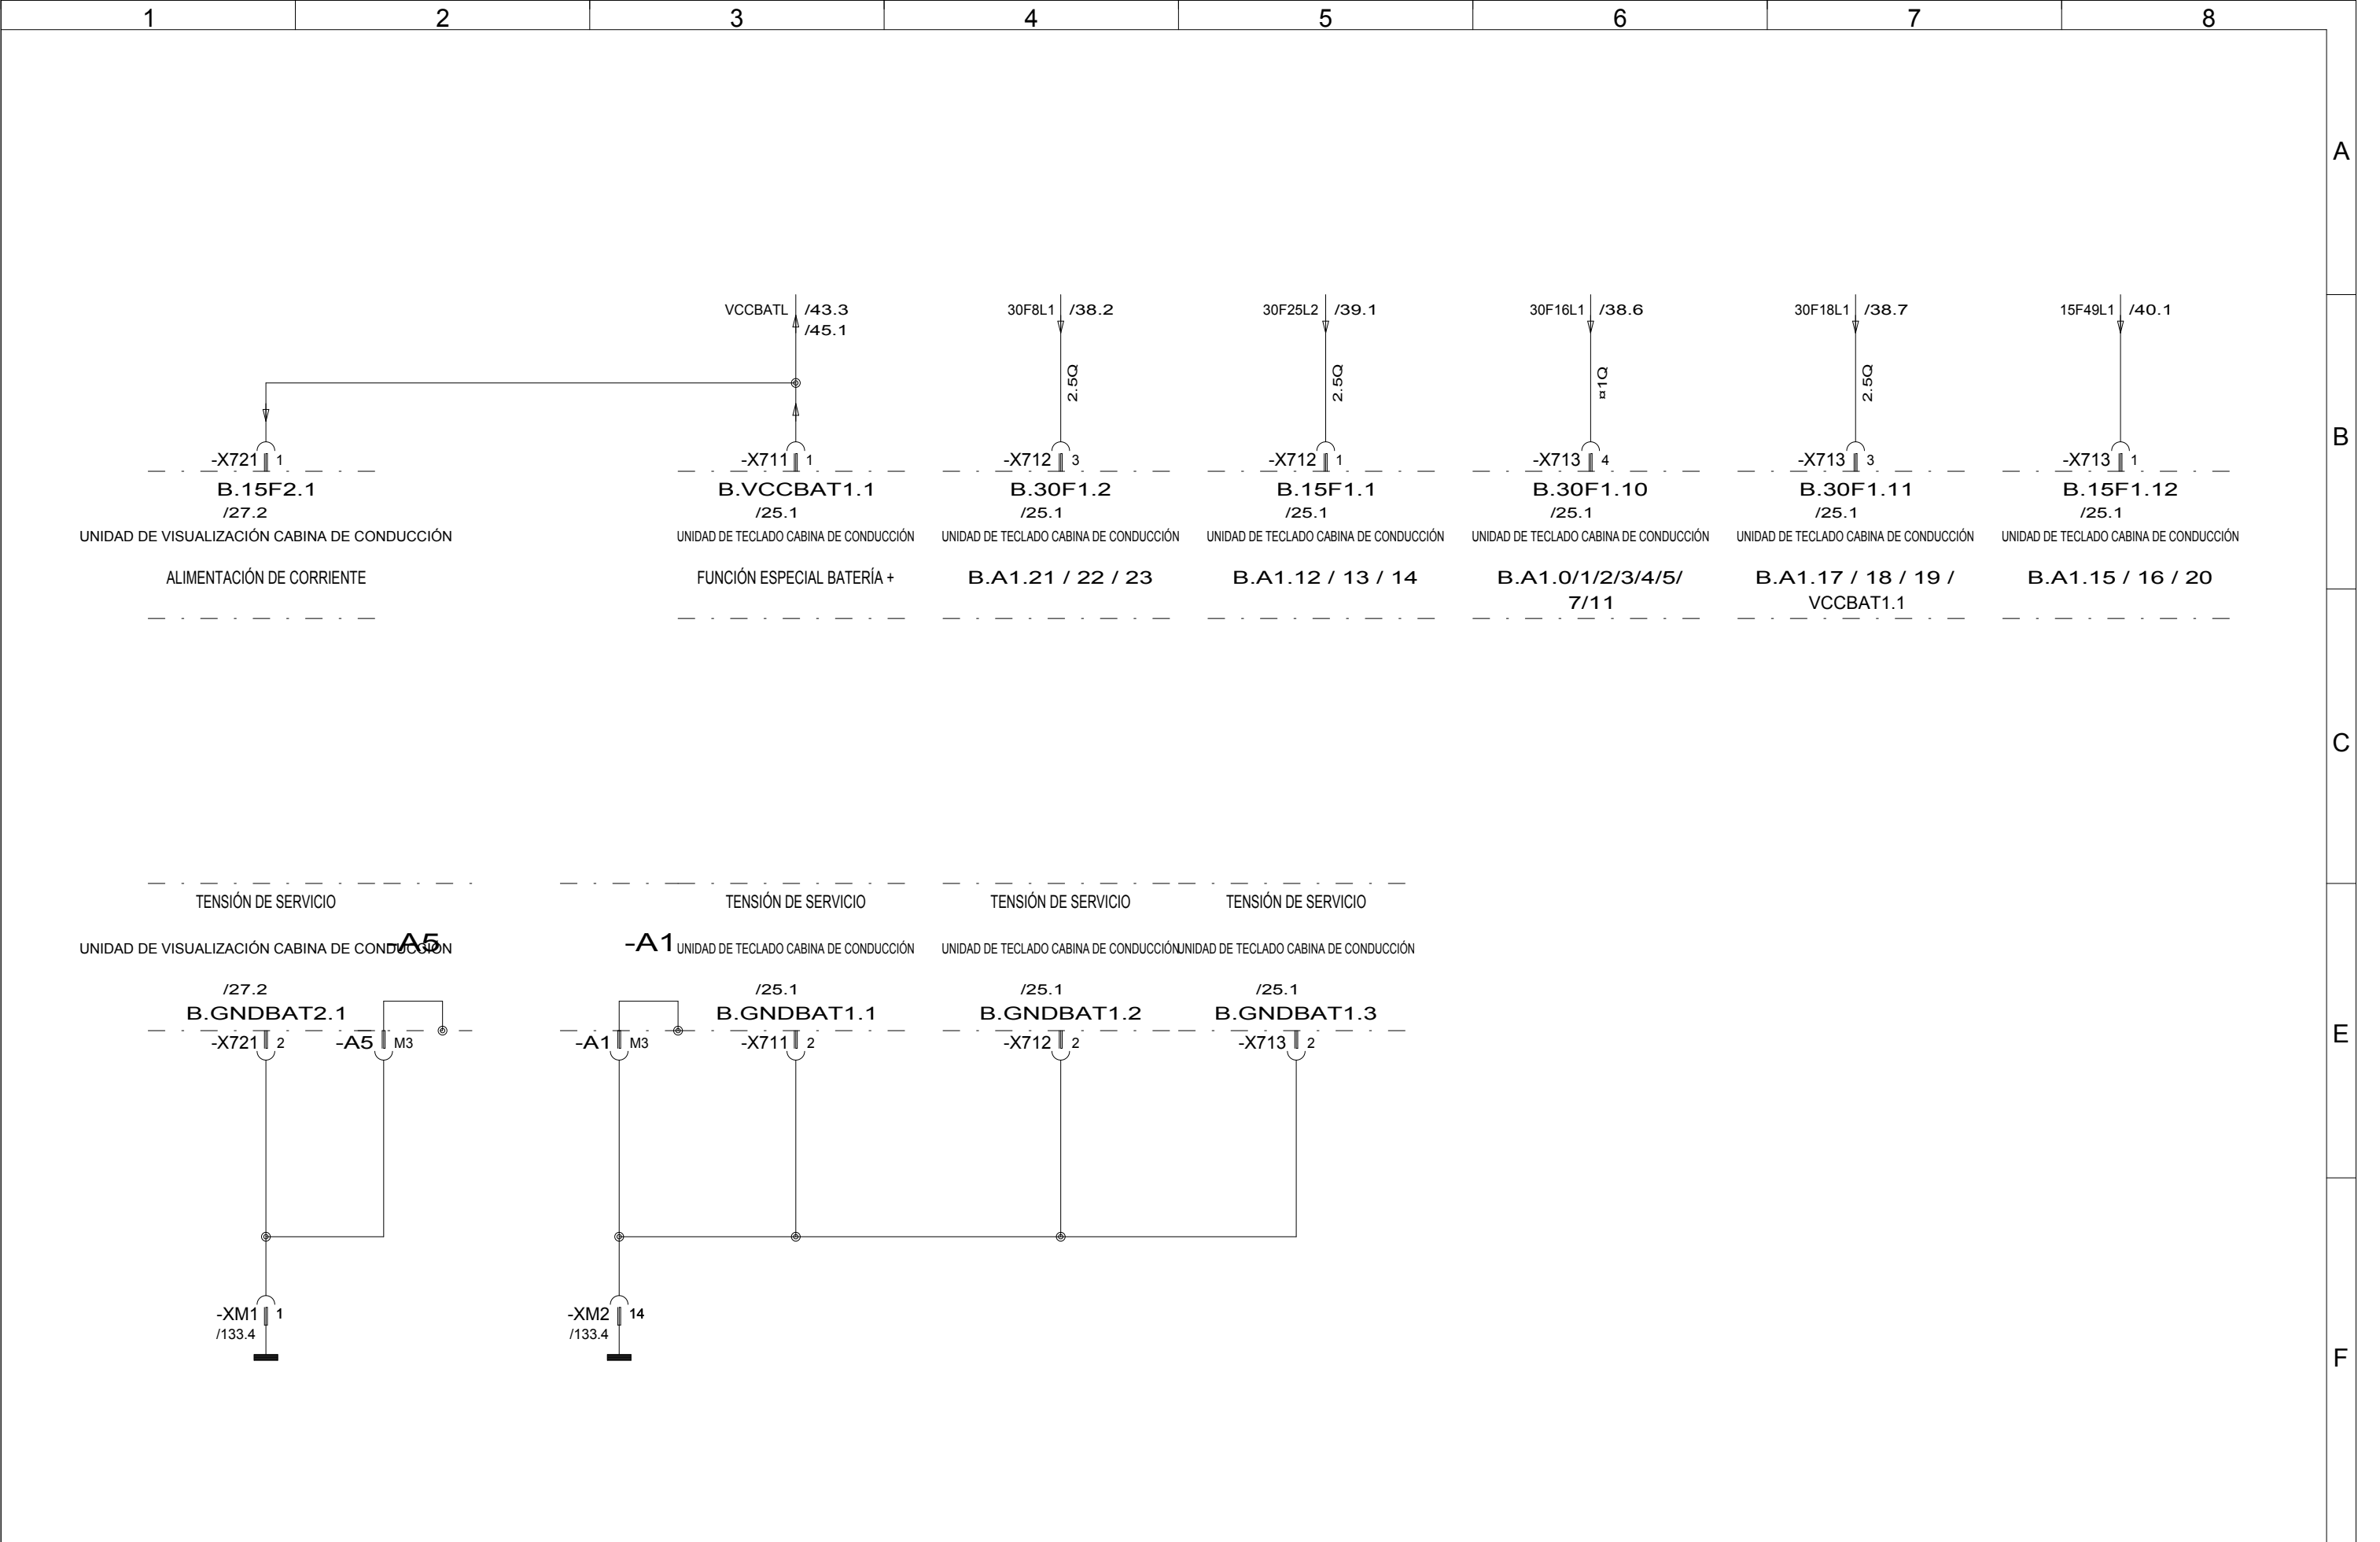 1 2 3 4 5 6 7 8
A
VCCBATL /43.3 30F8L1 /38.2 30F25L2 /39.1 30F16L1 /38.6 30F18L1 /38.7 15F49L1 /40.1
/45.1
2.5Q 2.5Q ¤1Q 2.5Q
B
-X721 1 -X711 1 -X712 3 -X712 1 -X713 4 -X713 3 -X713 1
B.15F2.1 B.VCCBAT1.1 B.30F1.2 B.15F1.1 B.30F1.10 B.30F1.11 B.15F1.12
/27.2 /25.1 /25.1 /25.1 /25.1 /25.1 /25.1
UNIDAD DE VISUALIZACIÓN CABINA DE CONDUCCIÓN UNIDAD DE TECLADO CABINA DE CONDUCCIÓN UNIDAD DE TECLADO CABINA DE CONDUCCIÓN UNIDAD DE TECLADO CABINA DE CONDUCCIÓN UNIDAD DE TECLADO CABINA DE CONDUCCIÓN UNIDAD DE TECLADO CABINA DE CONDUCCIÓN UNIDAD DE TECLADO CABINA DE CONDUCCIÓN
ALIMENTACIÓN DE CORRIENTE FUNCIÓN ESPECIAL BATERÍA + B.A1.21 / 22 / 23 B.A1.12 / 13 / 14 B.A1.0/1/2/3/4/5/ B.A1.17 / 18 / 19 / B.A1.15 / 16 / 20
7/11 VCCBAT1.1
C
TENSIÓN DE SERVICIO TENSIÓN DE SERVICIO TENSIÓN DE SERVICIO TENSIÓN DE SERVICIO
UNIDAD DE VISUALIZACIÓN CABINA DE CONDUCCIÓN -A5 -A1 UNIDAD DE TECLADO CABINA DE CONDUCCIÓN UNIDAD DE TECLADO CABINA DE CONDUCCIÓN UNIDAD DE TECLADO CABINA DE CONDUCCIÓN
/27.2 /25.1 /25.1 /25.1
B.GNDBAT2.1 B.GNDBAT1.1 B.GNDBAT1.2 B.GNDBAT1.3
-X721 2 -A5 M3 -A1 M3 -X711 2 -X712 2 -X713 2
E
-XM1 1 -XM2 14
/133.4 /133.4
F